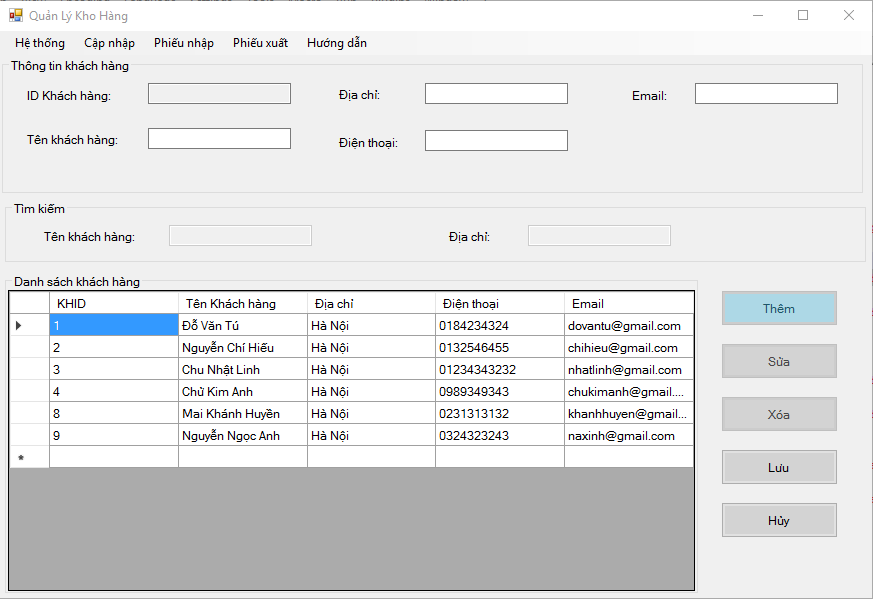 Quản Lý Kho Hàng
Hệ thống Cập nhập Phiếu nhập Phiếu xuất Hướng dẫn
Thông tin khách hàng
ID Khách hàng: Địa chỉ: Email:
Tên khách hàng: Điện thoại:
Tìm kiếm
Tên khách hàng: Địa chỉ:
Danh sách khách hàng
KHID Tên Khách hàng Địa chỉ Điện thoại Email
1 Đỗ Văn Tú Hà Nội 0184234324 dovantu@gmail.com
2 Nguyễn Chí Hiếu Hà Nội 0132546455 chihieu@gmail.com
3 Chu Nhật Linh Hà Nội 01234343232 nhatlinh@gmail.com
4 Chử Kim Anh Hà Nội 0989349343 chukimanh@gmail....
8 Mai Khánh Huyền Hà Nội 0231313132 khanhhuyen@gmail...
9 Nguyễn Ngọc Anh Hà Nội 0324323243 naxinh@gmail.com
*
Thêm
Sửa
Xóa
Lưu
Hủy